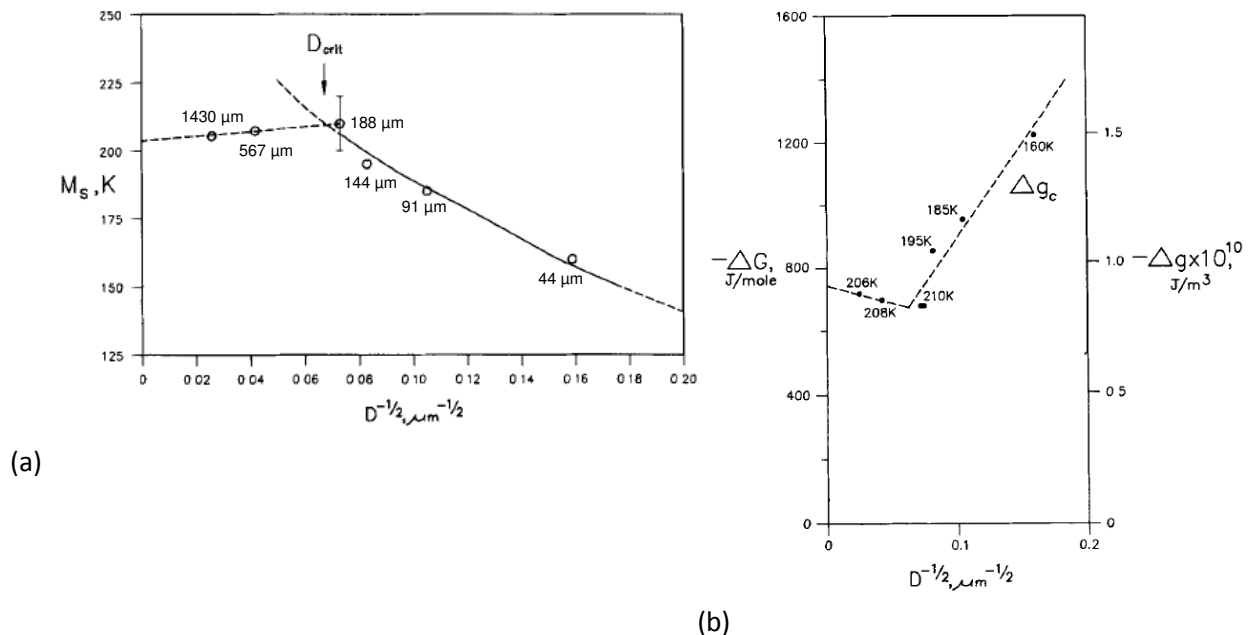 250
225
200
M_S, K
175
150
125
D_crit
1430 μm
567 μm
188 μm
144 μm
91 μm
44 μm
0 0 02 0 04 0 06 0 08 0 10 0 12 0 14 0 16 0 18 0 20
D^-1/2, μm^-1/2
(a)
1600
1200
800
400
0
-△G,
J/mole
206K
208K
210K
195K
185K
160K
△g_c
1.5
1.0
0 5
0
-△g×10,^10
J/m^3
0 0.1 0.2
D^-1/2, μm^-1/2
(b)